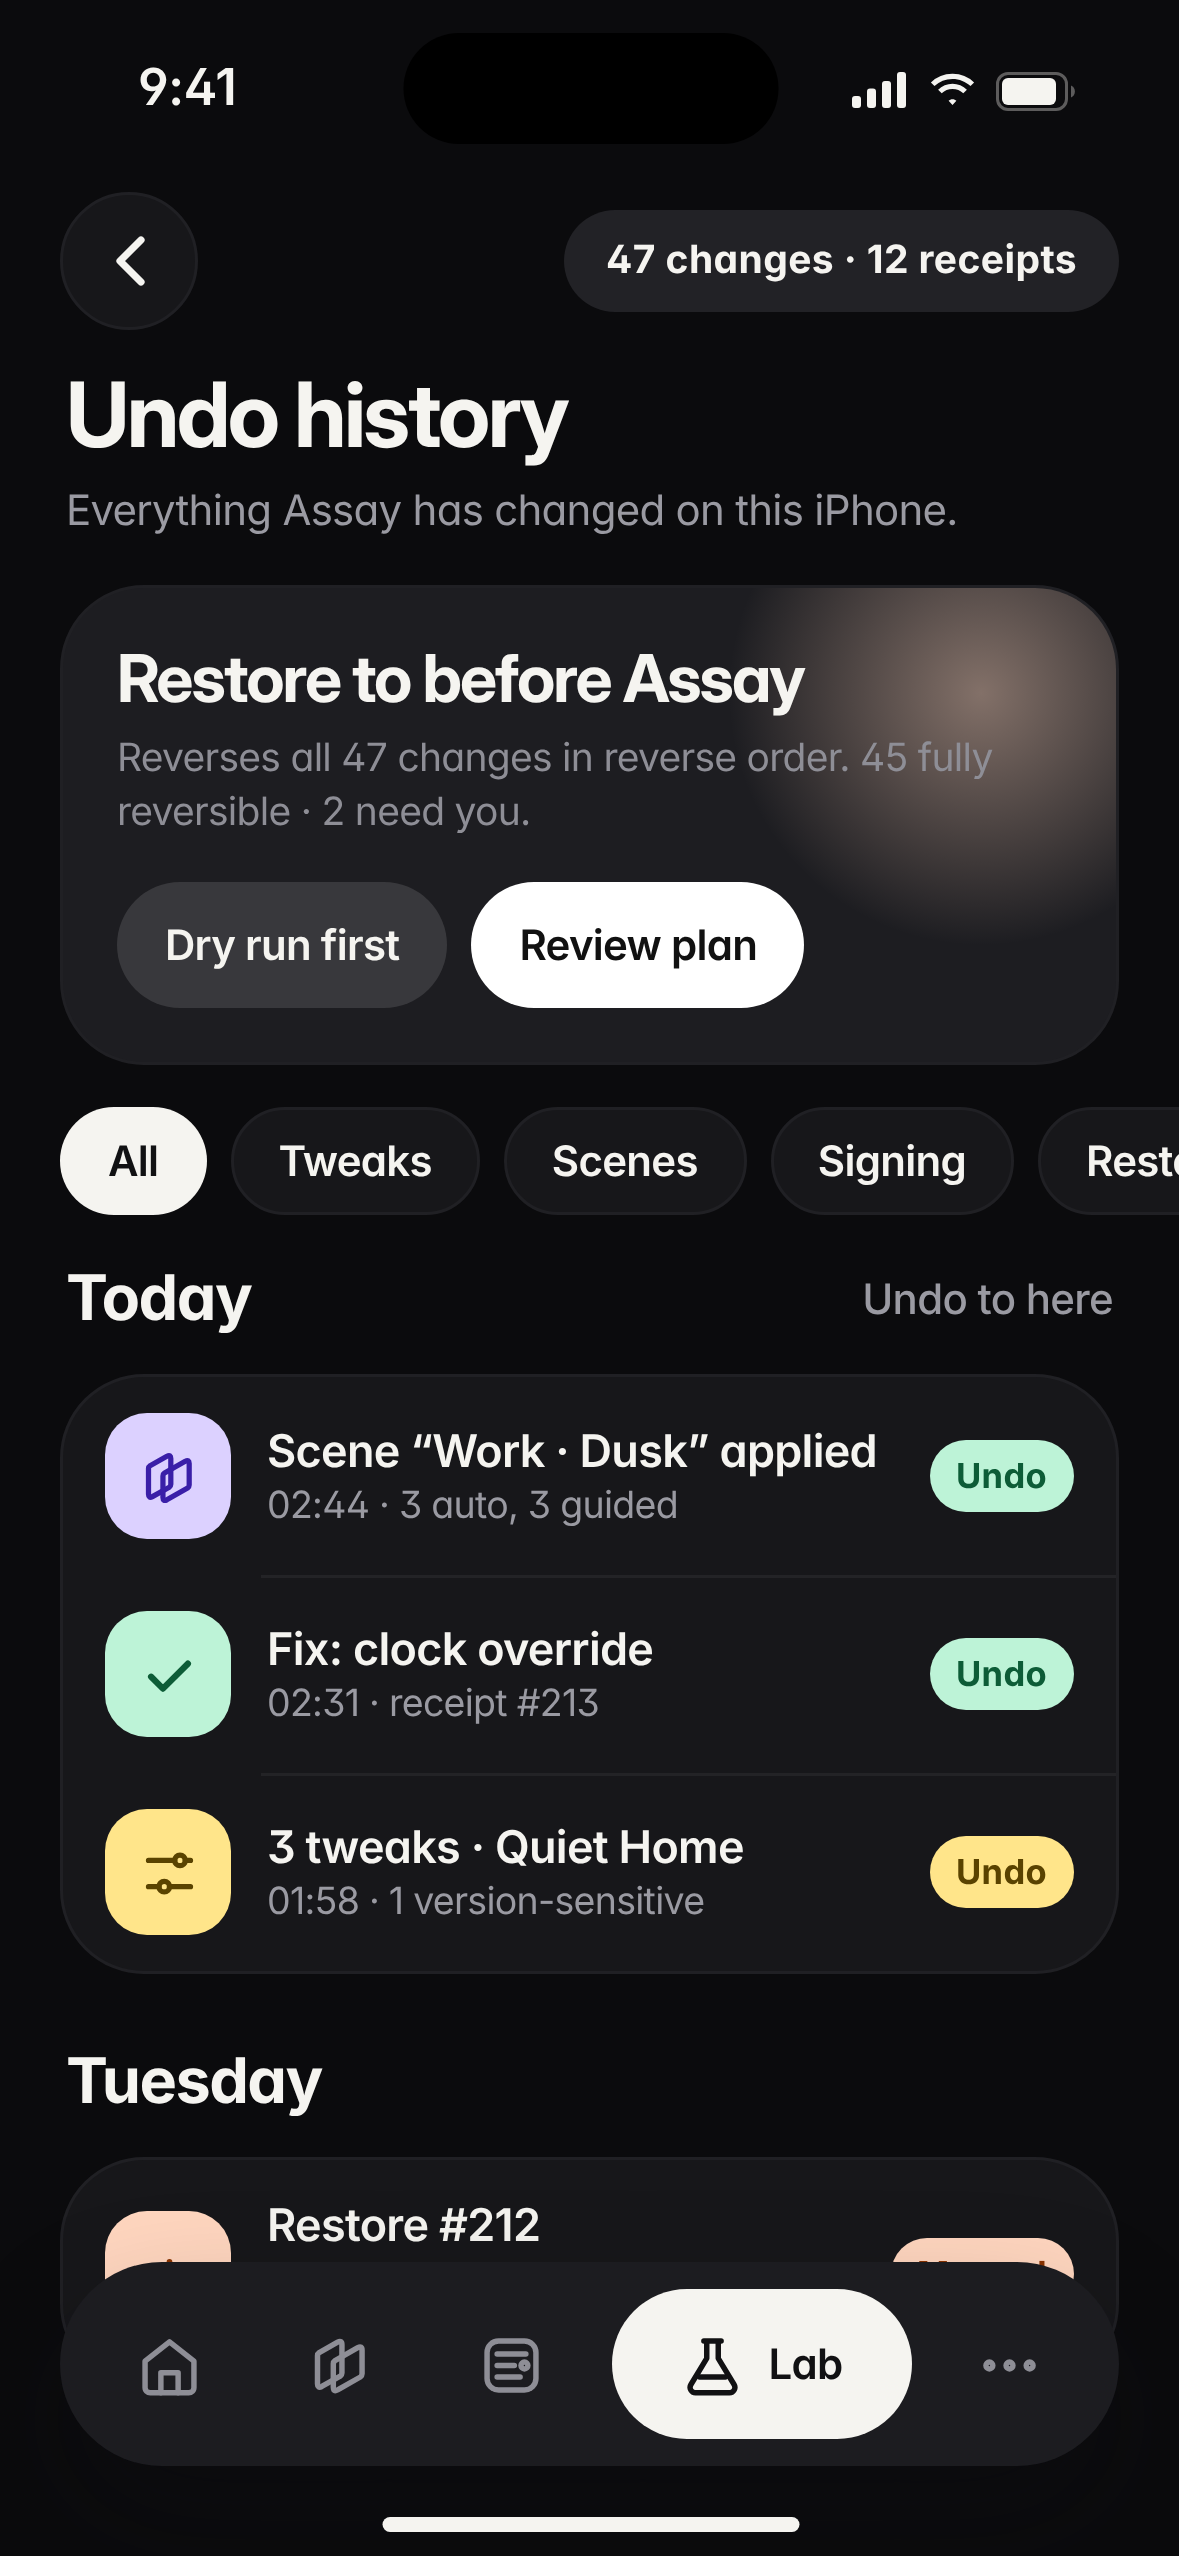 9:41
47 changes · 12 receipts
Undo history
Everything Assay has changed on this iPhone.
Restore to before Assay
Reverses all 47 changes in reverse order. 45 fully
reversible · 2 need you.
Dry run first
Review plan
All
Tweaks
Scenes
Signing
Today
Undo to here
Scene “Work · Dusk” applied
Undo
02:44 · 3 auto, 3 guided
Fix: clock override
Undo
02:31 · receipt #213
3 tweaks · Quiet Home
Undo
01:58 · 1 version-sensitive
Tuesday
Restore #212
Lab